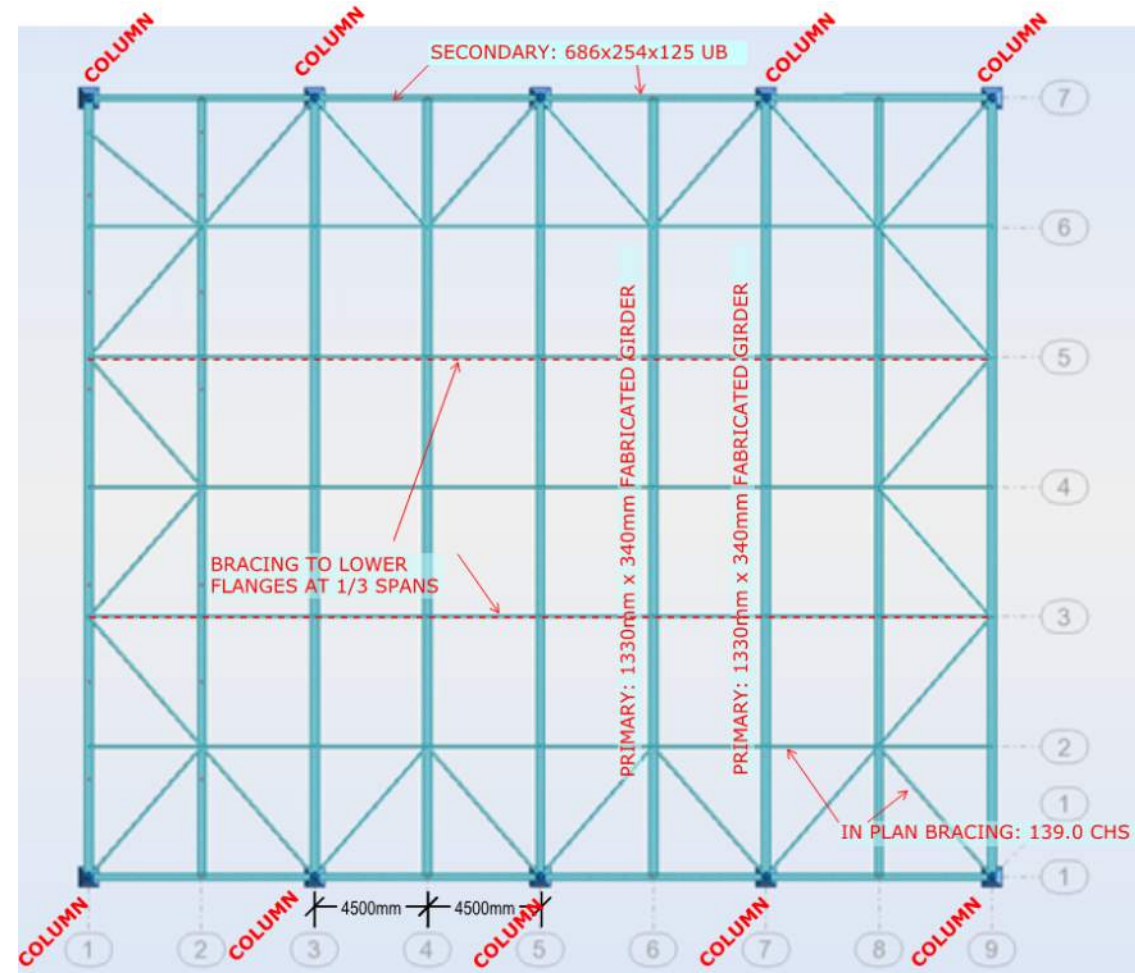 COLUMN
COLUMN
COLUMN
COLUMN
SECONDARY: 686x254x125 UB
7
6
5
4
3
2
1
1
PRIMARY: 1330mm x 340mm FABRICATED GIRDER
PRIMARY: 1330mm x 340mm FABRICATED GIRDER
BRACING TO LOWER
FLANGES AT 1/3 SPANS
IN PLAN BRACING: 139.0 CHS
4500mm
4500mm
COLUMN
COLUMN
COLUMN
COLUMN
COLUMN
1
2
3
4
5
6
7
8
9